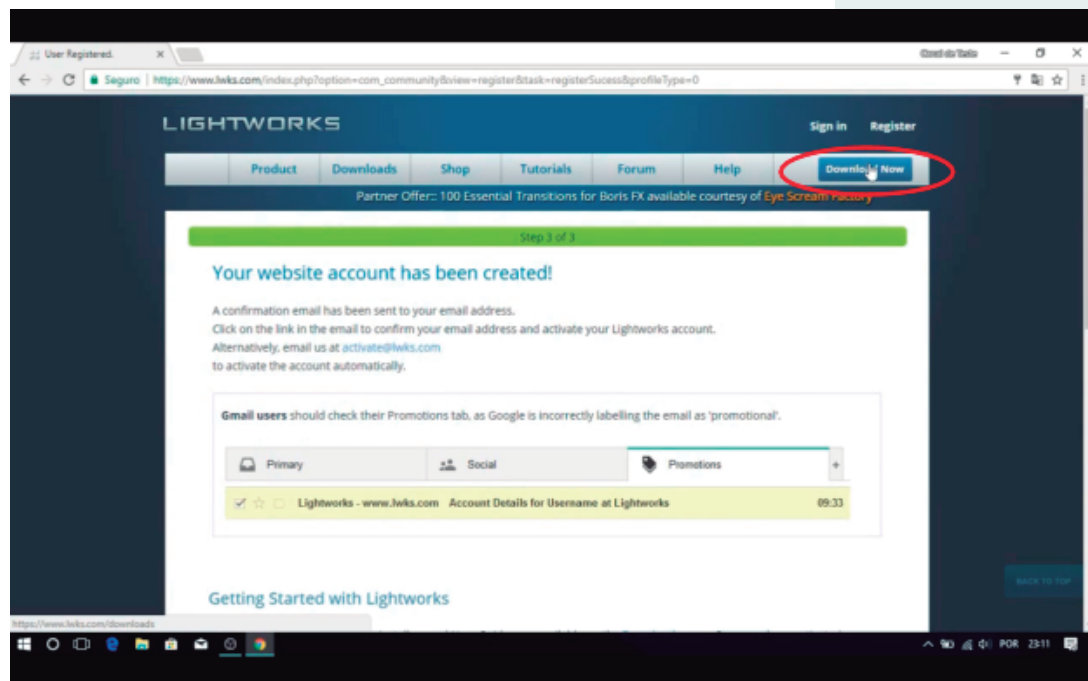 User Registered.
Seguro | https://www.lwks.com/index.php?option=com_community&view=register&task=registerSucess&profileType=0
LIGHTWORKS
Sign in Register
Product Downloads Shop Tutorials Forum Help Download Now
Partner Offer:: 100 Essential Transitions for Boris FX available courtesy of Eye Scream Factory
Step 3 of 3
Your website account has been created!
A confirmation email has been sent to your email address.
Click on the link in the email to confirm your email address and activate your Lightworks account.
Alternatively, email us at activate@lwks.com
to activate the account automatically.
Gmail users should check their Promotions tab, as Google is incorrectly labelling the email as 'promotional'.
Primary Social Promotions +
Lightworks - www.lwks.com Account Details for Username at Lightworks 09:33
BACK TO TOP
Getting Started with Lightworks
https://www.lwks.com/downloads
POR 23:11